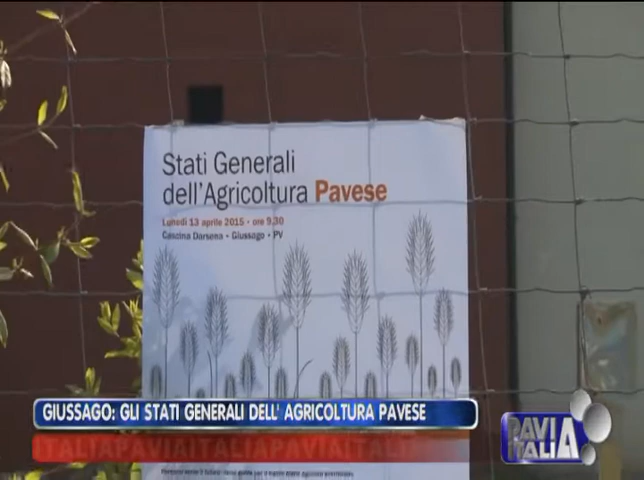 Stati Generali
dell'Agricoltura Pavese
Lunedì 13 aprile 2015 • ore 9.30
Cascina Darsena • Giussago • PV
GIUSSAGO: GLI STATI GENERALI DELL' AGRICOLTURA PAVESE
ITALIAPAVIAITALIAPAVIAITALIA
PAVIA
ITALIA